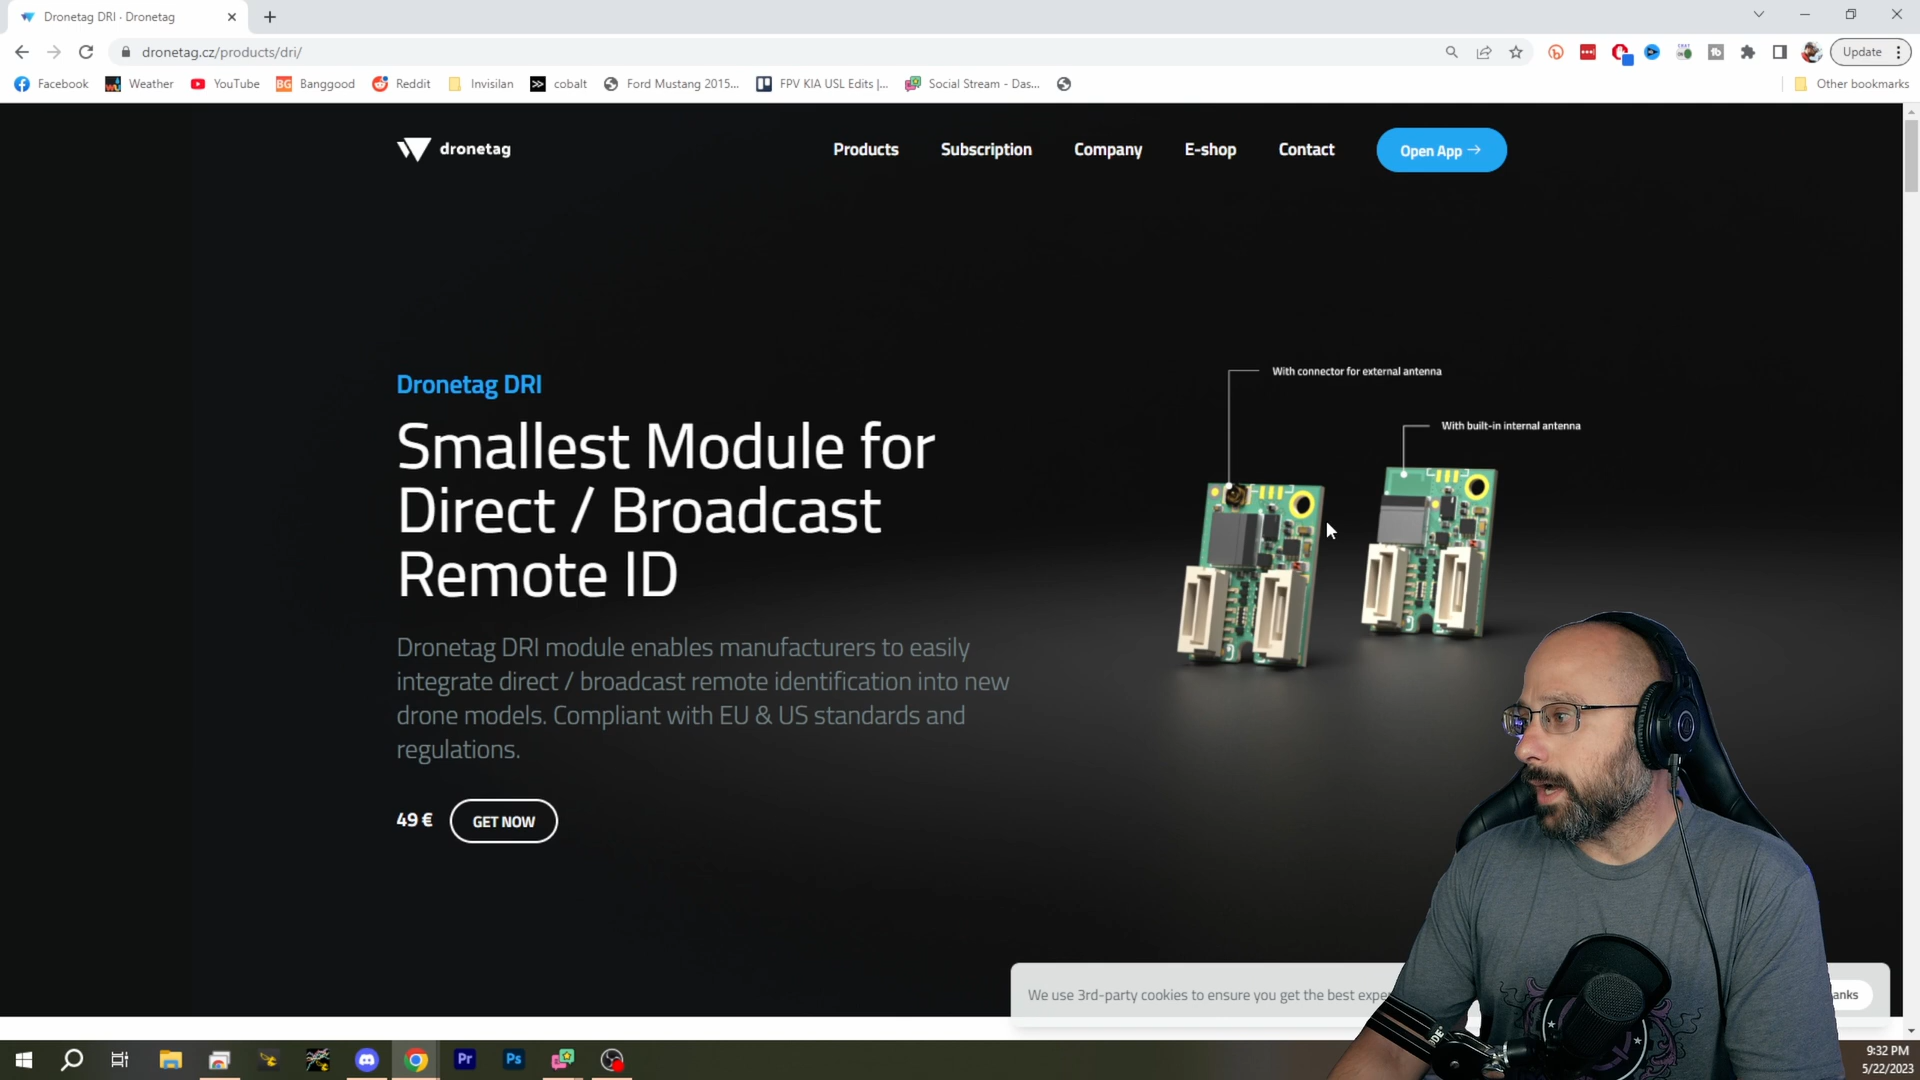 Dronetag DRI · Dronetag
dronetag.cz/products/dri/
Update
Facebook
Weather
YouTube
BG Banggood
Reddit
Invisilan
cobalt
Ford Mustang 2015...
FPV KIA USL Edits |...
Social Stream - Das...
Other bookmarks
dronetag
Products
Subscription
Company
E-shop
Contact
Open App →
With connector for external antenna
With built-in internal antenna
Dronetag DRI
Smallest Module for
Direct / Broadcast
Remote ID
Dronetag DRI module enables manufacturers to easily
integrate direct / broadcast remote identification into new
drone models. Compliant with EU & US standards and
regulations.
49 € GET NOW
We use 3rd-party cookies to ensure you get the best expe
anks
Pr
Ps
9:32 PM
5/22/2023